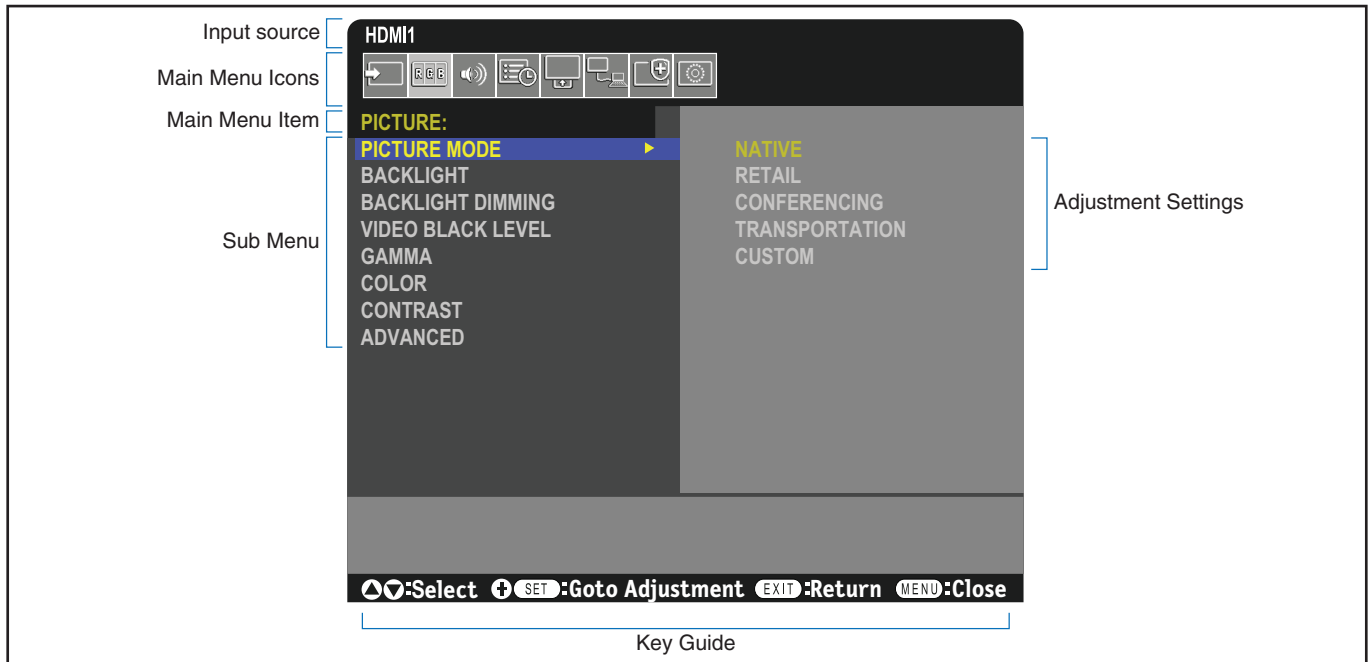 Input source
HDMI1
Main Menu Icons
RGB
Main Menu Item
PICTURE:
Sub Menu
PICTURE MODE
BACKLIGHT
BACKLIGHT DIMMING
VIDEO BLACK LEVEL
GAMMA
COLOR
CONTRAST
ADVANCED
NATIVE
RETAIL
CONFERENCING
TRANSPORTATION
CUSTOM
Adjustment Settings
:Select SET:Goto Adjustment EXIT:Return MENU:Close
Key Guide